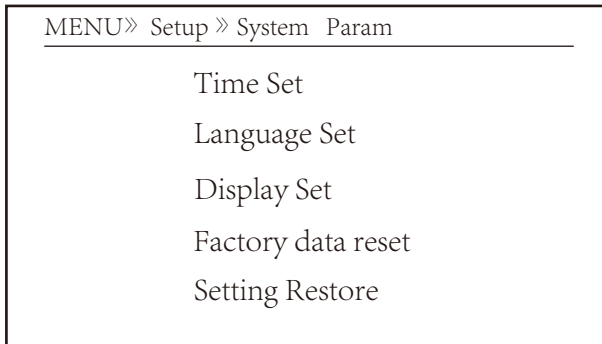 MENU》 Setup 》 System Param
Time Set
Language Set
Display Set
Factory data reset
Setting Restore